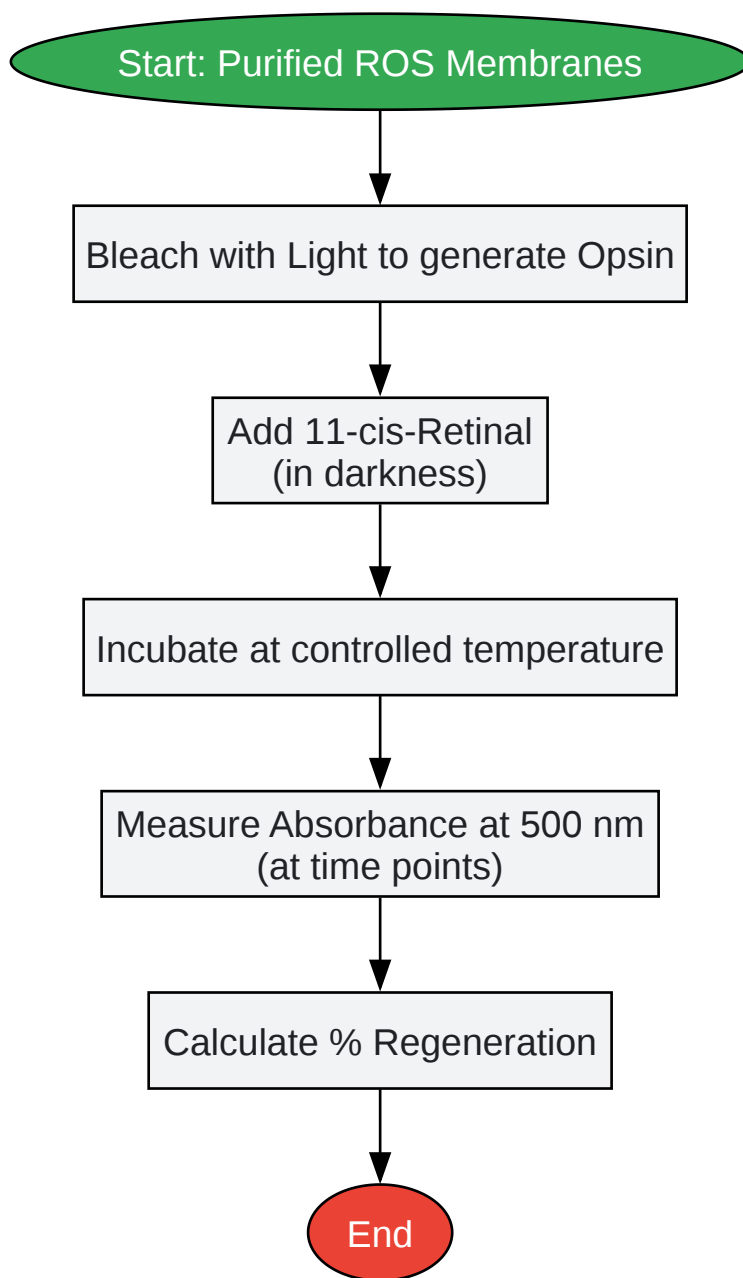 Start: Purified ROS Membranes
Bleach with Light to generate Opsin
Add 11-cis-Retinal
(in darkness)
Incubate at controlled temperature
Measure Absorbance at 500 nm
(at time points)
Calculate % Regeneration
End